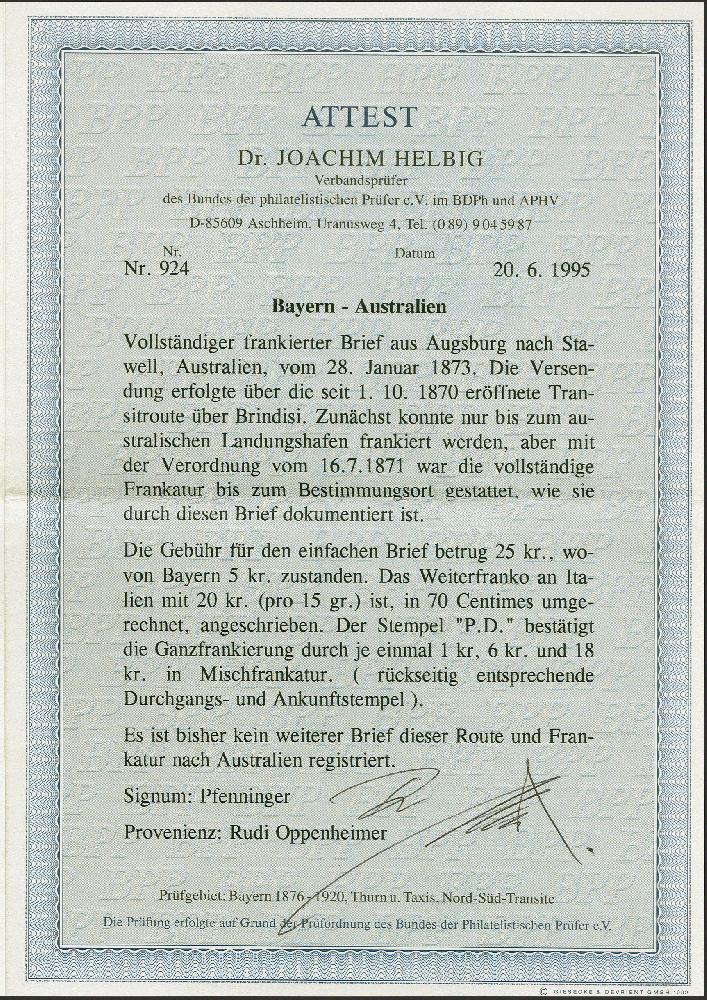 ATTEST
Dr. JOACHIM HELBIG
Verbandsprüfer
des Bundes der philatelistischen Prüfer e.V. im BDPh und APHV
D-85609 Aschheim, Uranusweg 4, Tel. (0 89) 9 04 59 87
Nr. Datum
Nr. 924 20. 6. 1995
Bayern - Australien
Vollständiger frankierter Brief aus Augsburg nach Sta-
well, Australien, vom 28. Januar 1873. Die Versen-
dung erfolgte über die seit 1. 10. 1870 eröffnete Tran-
sitroute über Brindisi. Zunächst konnte nur bis zum au-
stralischen Landungshafen frankiert werden, aber mit
der Verordnung vom 16.7.1871 war die vollständige
Frankatur bis zum Bestimmungsort gestattet, wie sie
durch diesen Brief dokumentiert ist.
Die Gebühr für den einfachen Brief betrug 25 kr., wo-
von Bayern 5 kr. zustanden. Das Weiterfranko an Ita-
lien mit 20 kr. (pro 15 gr.) ist, in 70 Centimes umge-
rechnet, angeschrieben. Der Stempel "P.D." bestätigt
die Ganzfrankierung durch je einmal 1 kr, 6 kr. und 18
kr. in Mischfrankatur. ( rückseitig entsprechende
Durchgangs- und Ankunftstempel ).
Es ist bisher kein weiterer Brief dieser Route und Fran-
katur nach Australien registriert.
Signum: Pfenninger
Provenienz: Rudi Oppenheimer
Prüfgebiet: Bayern 1876-1920, Thurn u. Taxis, Nord-Süd-Transite
Die Prüfung erfolgte auf Grund der Prüfordnung des Bundes der Philatelistischen Prüfer e.V.
© GIESECKE & DEVRIENT GMBH